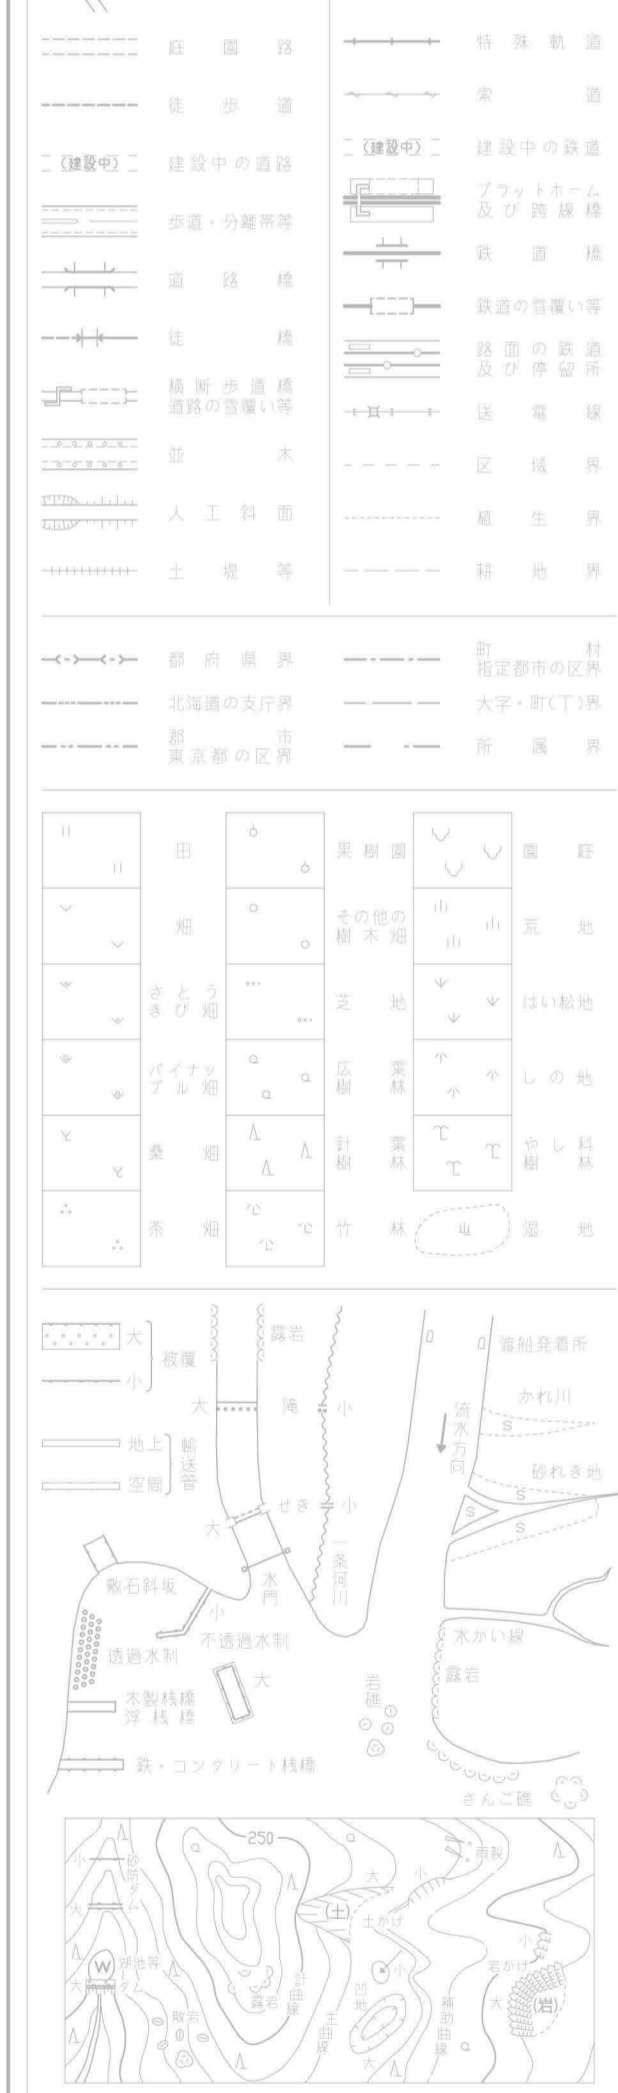 庭園路
徒歩道
(建設中) 建設中の道路
歩道・分離帯等
道路橋
徒橋
横断歩道橋
道路の雪覆い等
並木
人工斜面
土堤等
特殊軌道
索道
(建設中) 建設中の鉄道
プラットホーム
及び跨線橋
鉄道橋
鉄道の雪覆い等
路面の鉄道
及び停留所
送電線
区域界
植生界
耕地界
都府県界
北海道の支庁界
郡市
東京都の区界
町村
指定都市の区界
大字・町(丁)界
所属界
田
畑
さとう
きび畑
パイナッ
プル畑
桑畑
茶畑
果樹園
その他の
樹木畑
芝地
広葉
樹林
針葉
樹林
竹林
園庭
荒地
はい松地
しの地
やし科
樹林
湿地
大
小
被覆
地上
空間
輸送管
露岩
大 滝 小
大 せき 小
水門
一条河川
渡船発着所
流水方向
かれ川
S
砂れき地
S
S
S
敷石斜坂
小
不透過水制
大
透過水制
木製桟橋
浮桟橋
鉄・コンクリート桟橋
岩礁
水がい線
露岩
さんご礁
250
小
砂防ダム
大
W
湖池等
大 ダム
散岩
露岩
計曲線
主曲線
(土)
大
土がけ
小
雨裂
小
凹地
大
補助曲線
小
岩がけ
大
(岩)